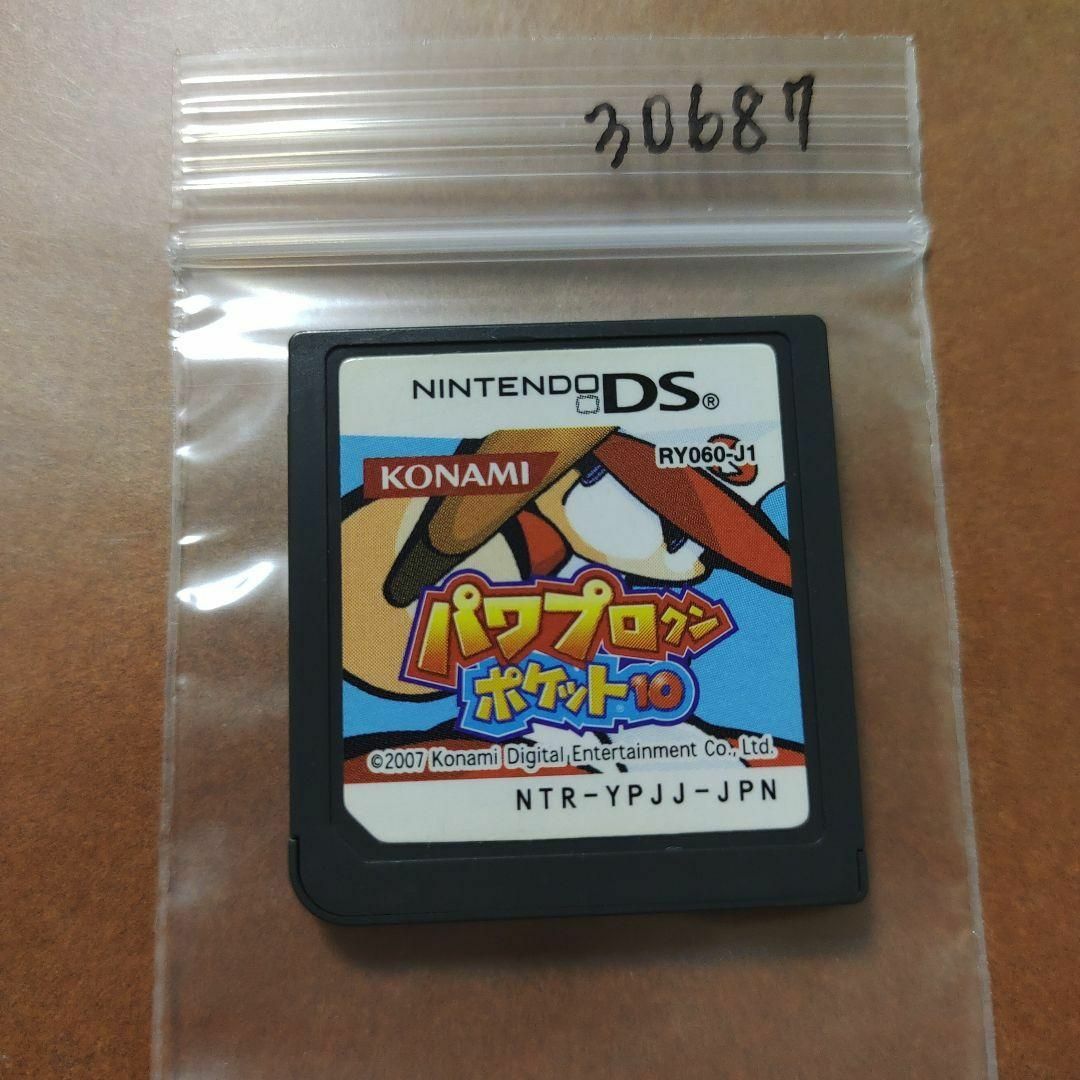 30687
NINTENDO DS®
KONAMI
RY060-J1
パワプロクン
ポケット10
©2007 Konami Digital Entertainment Co., Ltd.
NTR-YPJJ-JPN